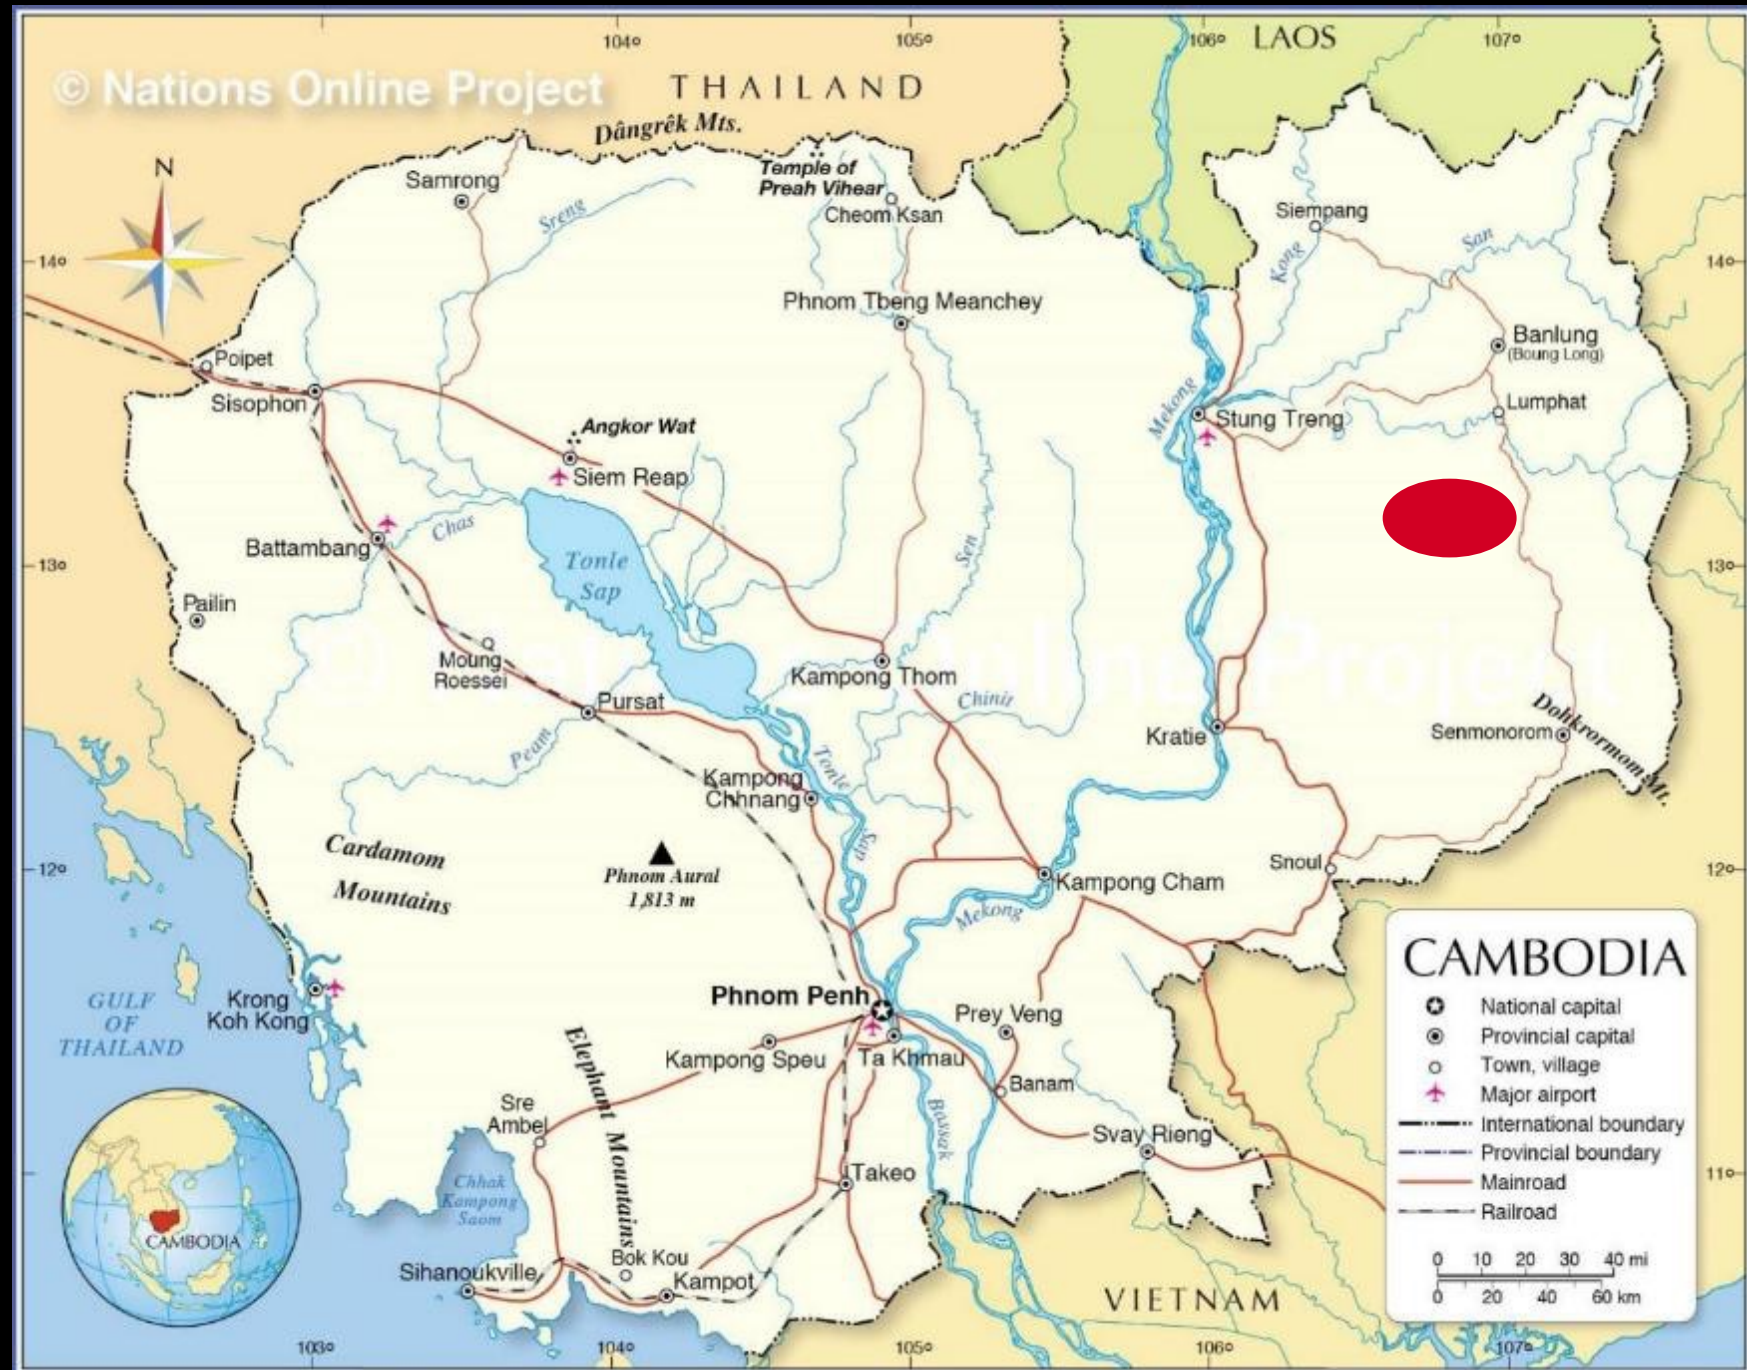 104°
105°
106°
LAOS
107°
© Nations Online Project
THAILAND
Dângrêk Mts.
N
Samrong
Sreng
Temple of
Preah Vihear
Cheom Ksan
Siempang
San
Kong
14°
14°
Phnom Tbeng Meanchey
Banlung
(Boung Long)
Poipet
Sisophon
Lumphat
Mekong
Stung Treng
Angkor Wat
Siem Reap
Chas
Battambang
Tonle
Sap
Sen
13°
13°
Pailin
Moung
Roessei
Kampong Thom
Pursat
Chinit
Peam
Kratie
Senmonorom
Dohkrormom Mt.
Kampong
Chhnang
Tonle
Sap
Cardamom
Mountains
Phnom Aural
1,813 m
12°
12°
Snoul
Kampong Cham
Mekong
CAMBODIA
National capital
Provincial capital
Town, village
Major airport
International boundary
Provincial boundary
Mainroad
Railroad
0 10 20 30 40 mi
0 20 40 60 km
GULF
OF
THAILAND
Krong
Koh Kong
Phnom Penh
Prey Veng
Kampong Speu
Ta Khmau
Elephant Mountains
Banam
Sre
Ambel
Bassak
Svay Rieng
Takeo
11°
Chhak
Kampong
Saom
CAMBODIA
Bok Kou
Sihanoukville
Kampot
VIETNAM
103°
104°
105°
106°
107°